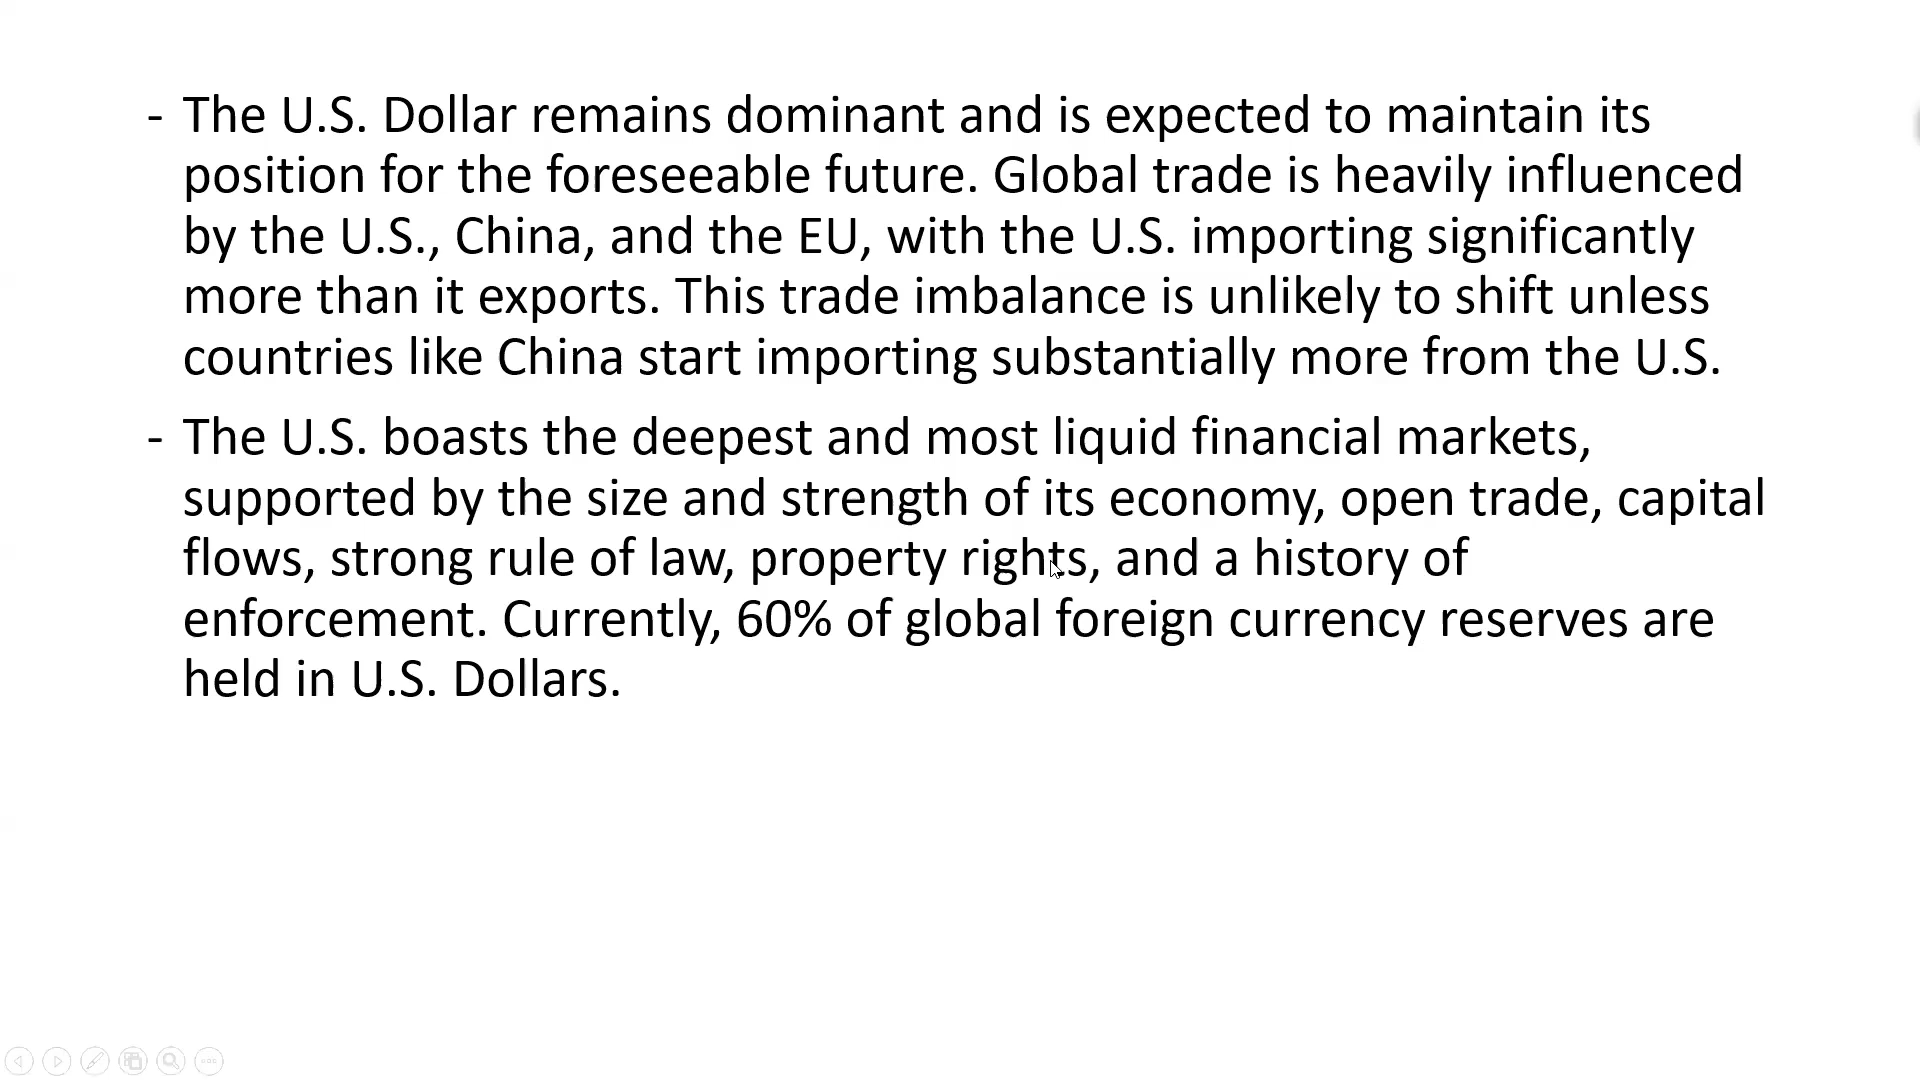 - The U.S. Dollar remains dominant and is expected to maintain its
position for the foreseeable future. Global trade is heavily influenced
by the U.S., China, and the EU, with the U.S. importing significantly
more than it exports. This trade imbalance is unlikely to shift unless
countries like China start importing substantially more from the U.S.
- The U.S. boasts the deepest and most liquid financial markets,
supported by the size and strength of its economy, open trade, capital
flows, strong rule of law, property rights, and a history of
enforcement. Currently, 60% of global foreign currency reserves are
held in U.S. Dollars.